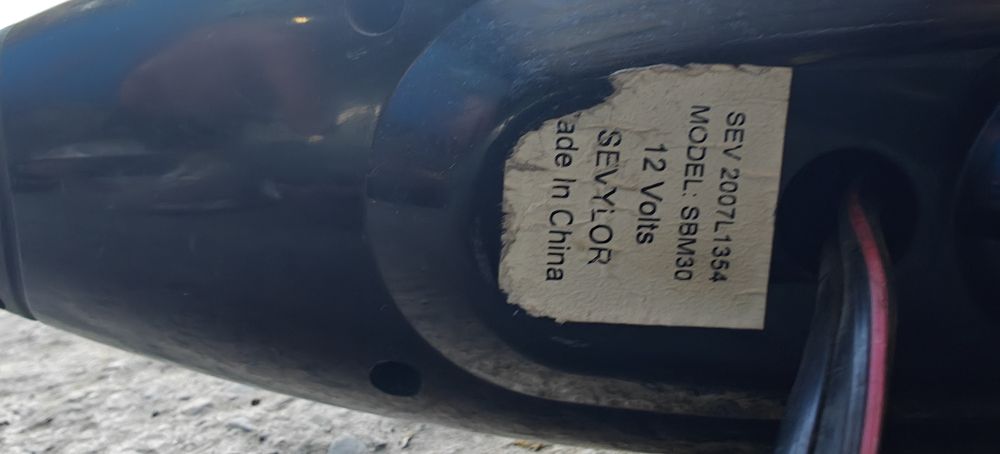 SEV 2007L1354
MODEL: SBM30
12 Volts
SEVYLOR
ade In China